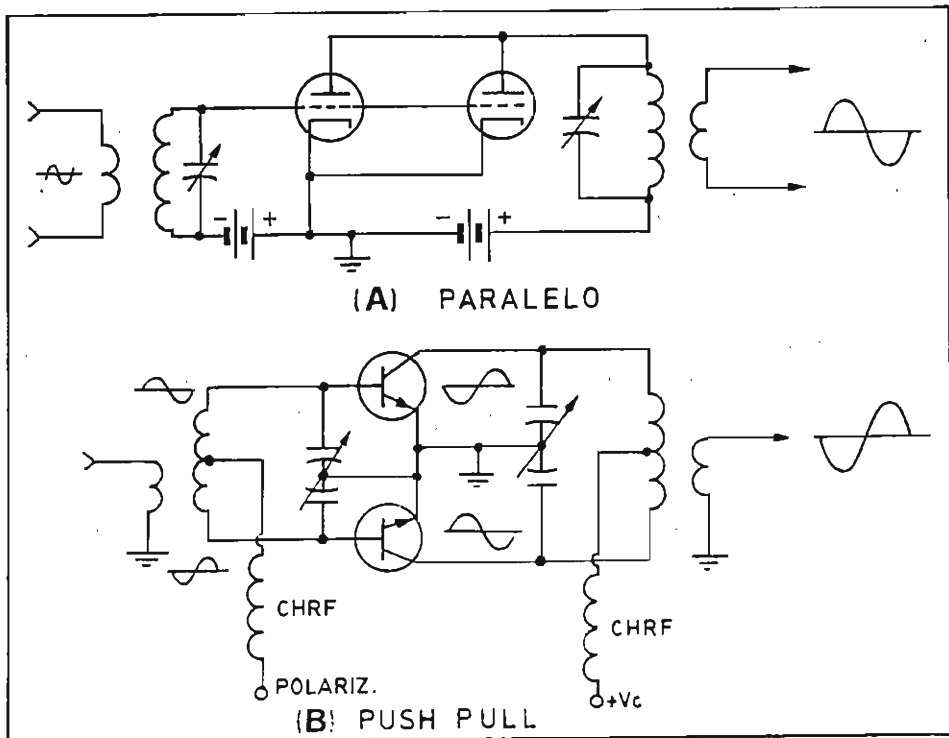 - +
- +
(A) PARALELO
CHRF
CHRF
POLARIZ.
+Vc
(B) PUSH PULL